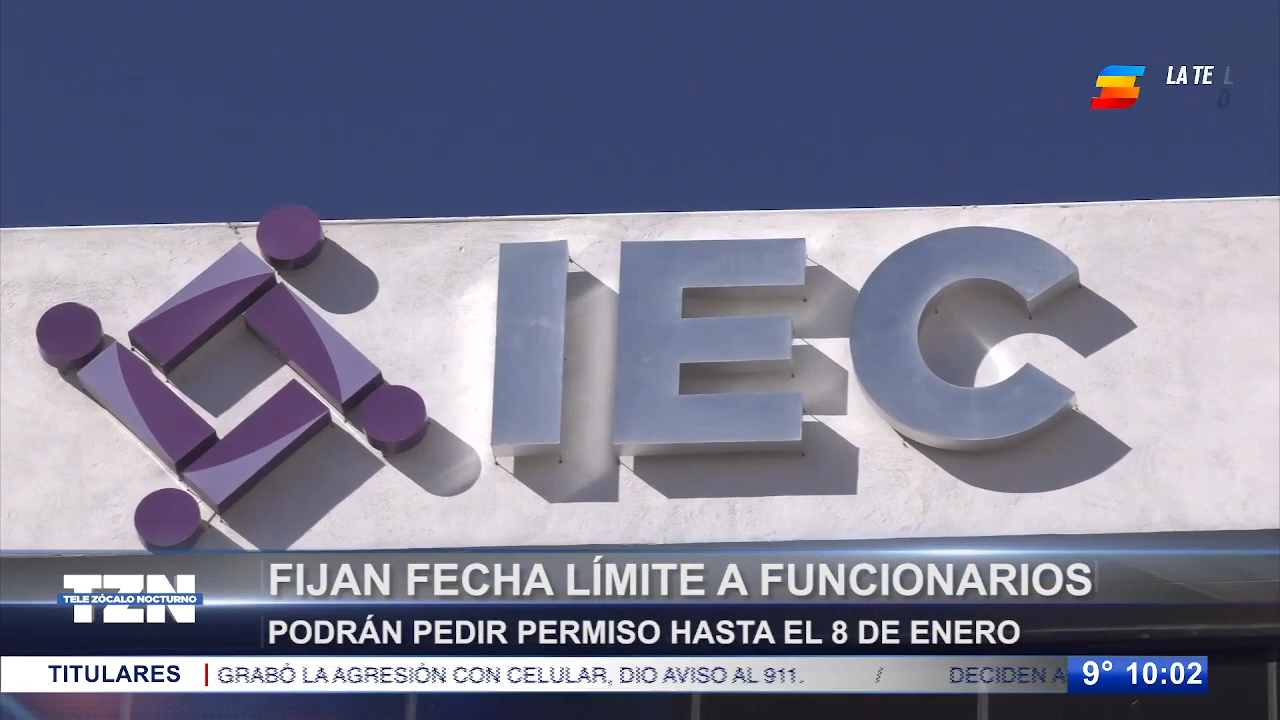 LA TE
IEC
FIJAN FECHA LÍMITE A FUNCIONARIOS
TZN
TELE ZÓCALO NOCTURNO
PODRÁN PEDIR PERMISO HASTA EL 8 DE ENERO
TITULARES GRABÓ LA AGRESIÓN CON CELULAR, DIO AVISO AL 911. / DECIDEN A 9° 10:02